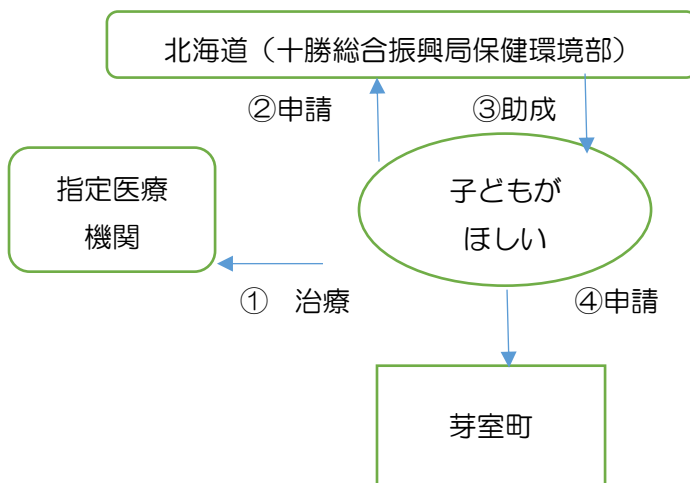 北海道（十勝総合振興局保健環境部）
②申請
③助成
指定医療
機関
子どもが
ほしい
①　治療
④申請
芽室町